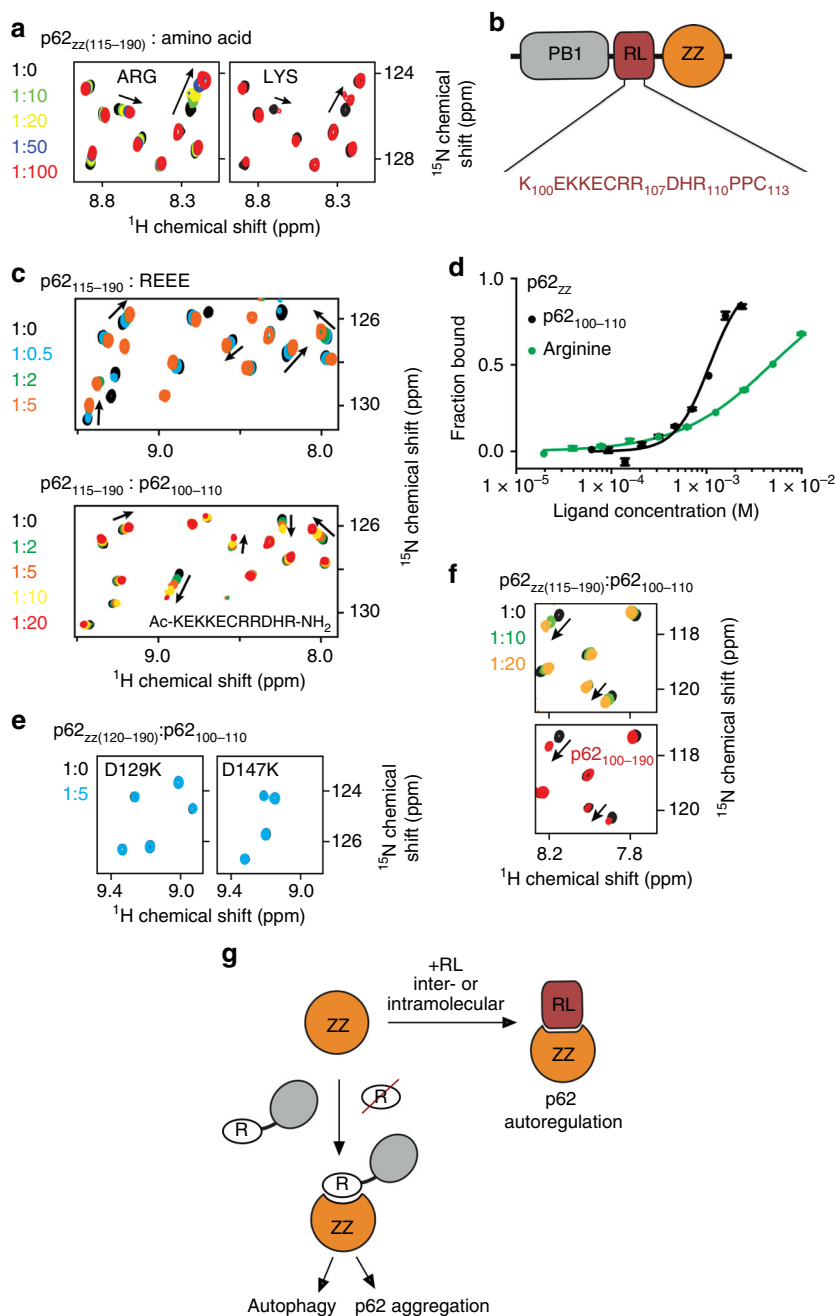 a
p62zz(115–190) : amino acid
1:0
1:10
1:20
1:50
1:100
ARG
LYS
124
128
15N chemical
shift (ppm)
8.8
8.3
8.8
8.3
1H chemical shift (ppm)
b
PB1
RL
ZZ
K100EKKECRR107DHR110PPC113
c
p62115–190 : REEE
1:0
1:0.5
1:2
1:5
126
130
9.0
8.0
p62115–190 : p62100–110
1:0
1:2
1:5
1:10
1:20
126
130
15N chemical shift (ppm)
Ac-KEKKECRRDHR-NH2
9.0
8.0
1H chemical shift (ppm)
d
p62ZZ
p62100–110
Arginine
1.0
0.5
0.0
Fraction bound
1 × 10−5
1 × 10−4
1 × 10−3
1 × 10−2
Ligand concentration (M)
e
p62zz(120–190):p62100–110
1:0
1:5
D129K
D147K
124
126
15N chemical
shift (ppm)
9.4
9.0
9.4
9.0
1H chemical shift (ppm)
f
p62zz(115–190):p62100–110
1:0
1:10
1:20
118
120
p62100–190
118
120
15N chemical shift (ppm)
8.2
7.8
1H chemical shift (ppm)
g
ZZ
+RL
inter- or
intramolecular
RL
ZZ
p62
autoregulation
R
R
R
ZZ
Autophagy
p62 aggregation